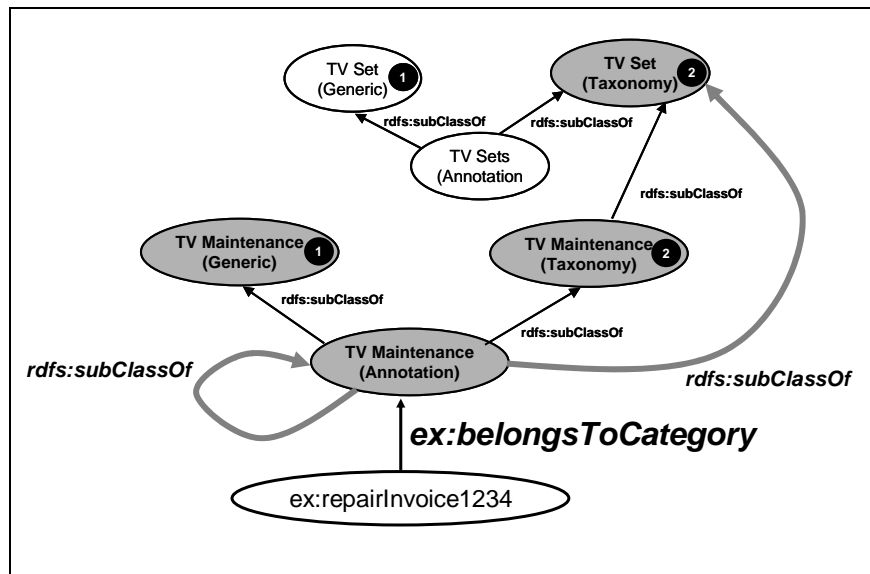 TV Set
(Generic)
1
TV Set
(Taxonomy)
2
rdfs:subClassOf
rdfs:subClassOf
TV Sets
(Annotation
rdfs:subClassOf
TV Maintenance
(Generic)
1
TV Maintenance
(Taxonomy)
2
rdfs:subClassOf
rdfs:subClassOf
TV Maintenance
(Annotation)
rdfs:subClassOf
rdfs:subClassOf
ex:belongsToCategory
ex:repairInvoice1234